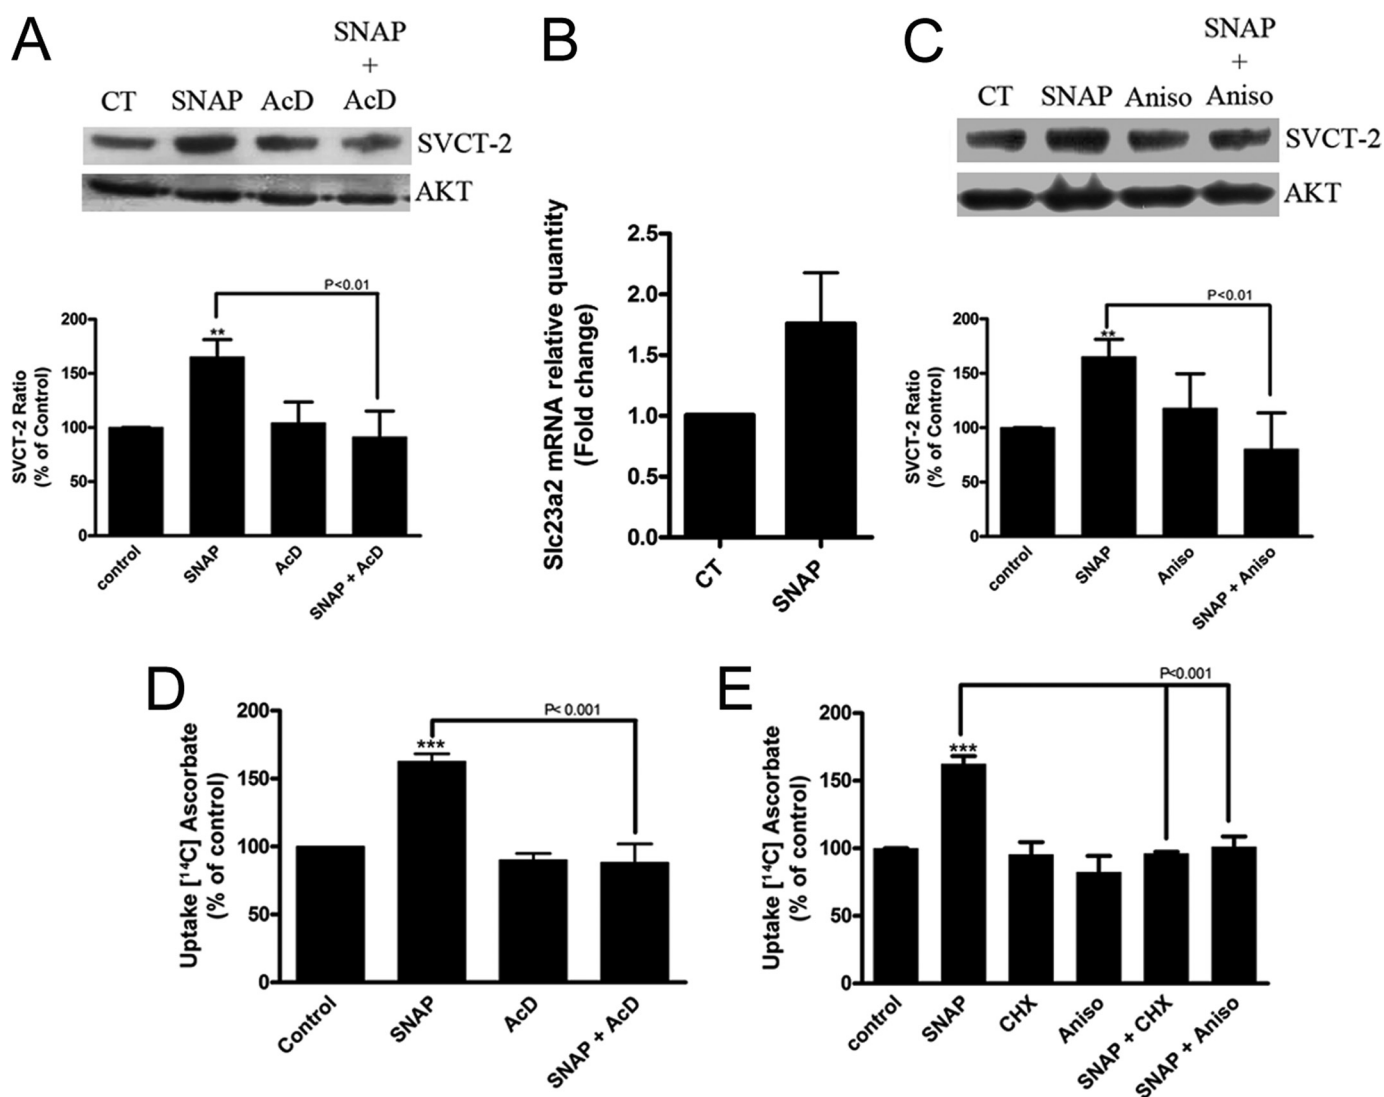 A
SNAP
+
CT SNAP AcD AcD
SVCT-2
AKT
P<0.01
**
SVCT-2 Ratio
(% of Control)
200
150
100
50
0
control SNAP AcD SNAP + AcD
B
Slc23a2 mRNA relative quantity
(Fold change)
2.5
2.0
1.5
1.0
0.5
0.0
CT SNAP
C
SNAP
+
CT SNAP Aniso Aniso
SVCT-2
AKT
P<0.01
**
SVCT-2 Ratio
(% of Control)
200
150
100
50
0
control SNAP Aniso SNAP + Aniso
D
P< 0.001
***
Uptake [¹⁴C] Ascorbate
(% of control)
200
150
100
50
0
Control SNAP AcD SNAP + AcD
E
P<0.001
***
Uptake [¹⁴C] Ascorbate
(% of control)
200
150
100
50
0
control SNAP CHX Aniso SNAP + CHX SNAP + Aniso